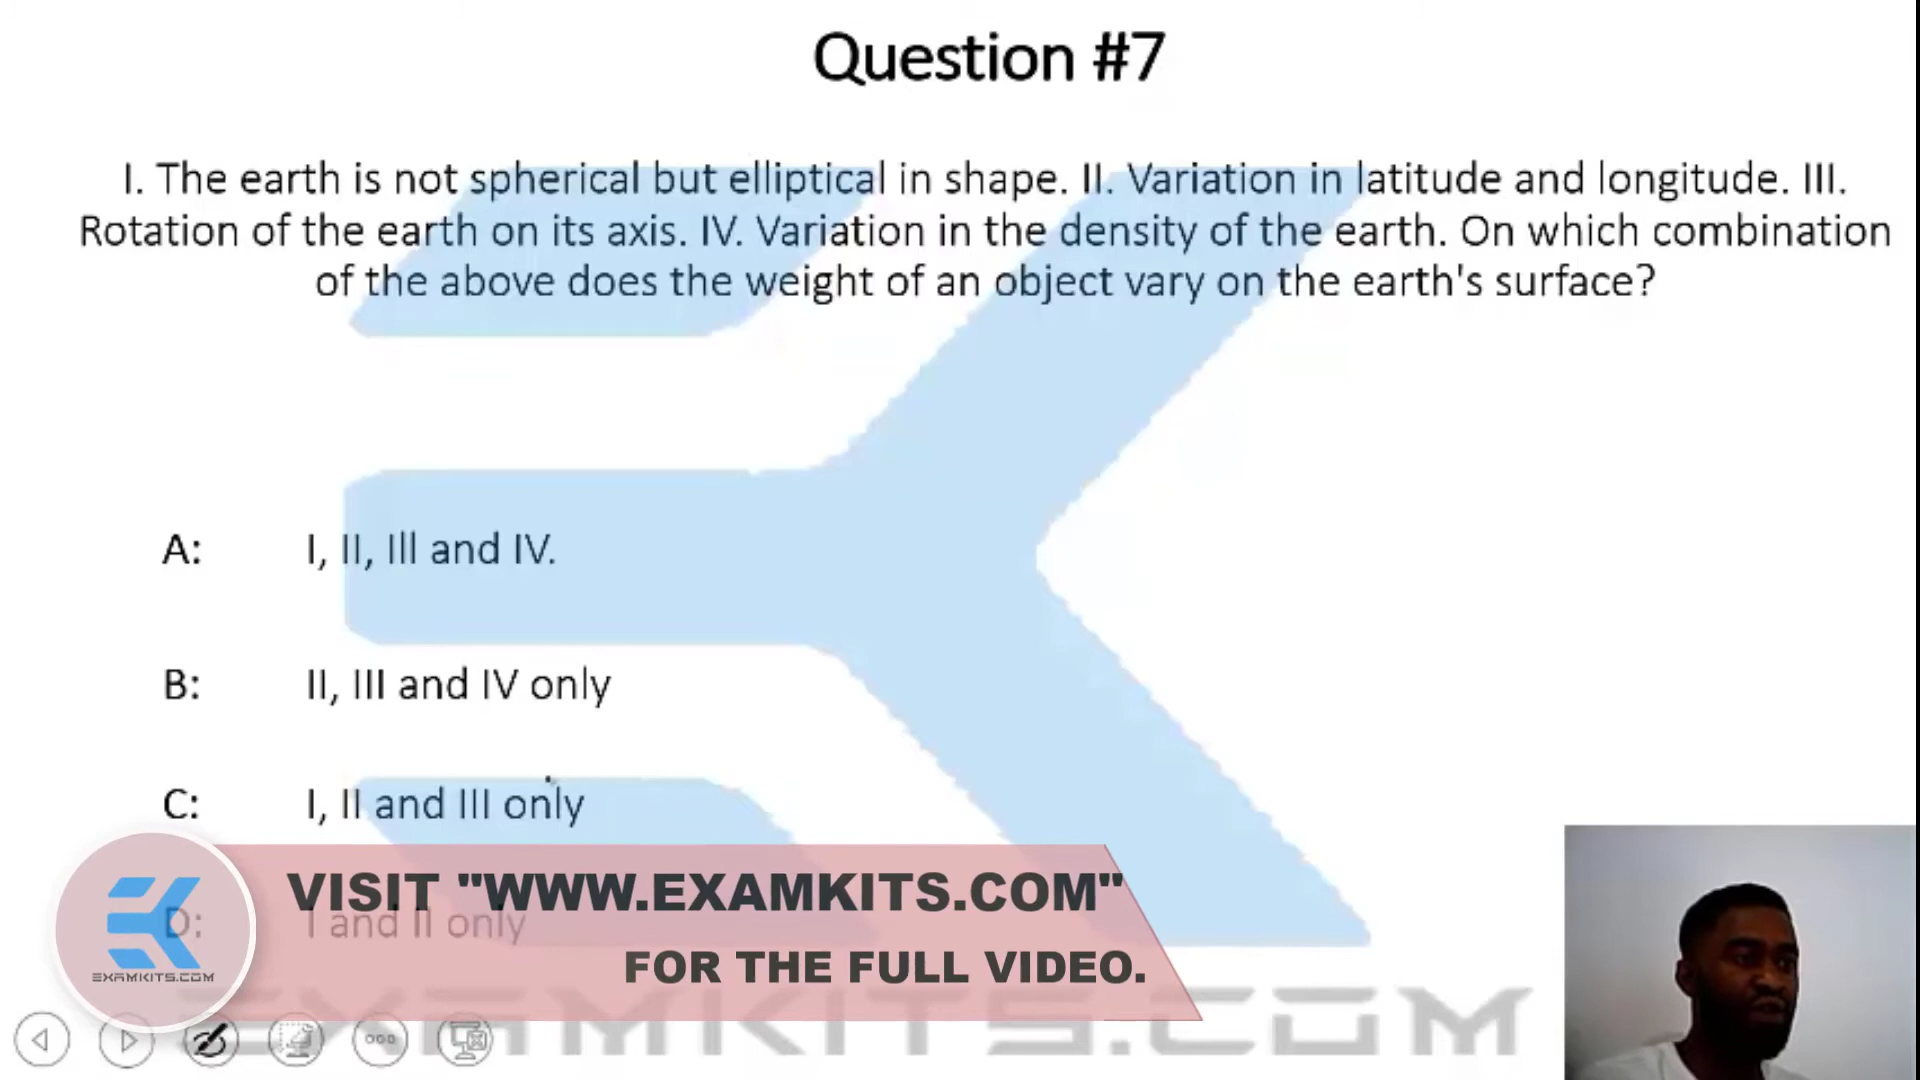 Question #7
I. The earth is not spherical but elliptical in shape. II. Variation in latitude and longitude. III.
Rotation of the earth on its axis. IV. Variation in the density of the earth. On which combination
of the above does the weight of an object vary on the earth's surface?
A: I, II, Ill and IV.
B: II, III and IV only
C: I, II and III only
VISIT "WWW.EXAMKITS.COM"
D: I and II only
FOR THE FULL VIDEO.
EXAMKITS.COM
EXAMKITS.COM